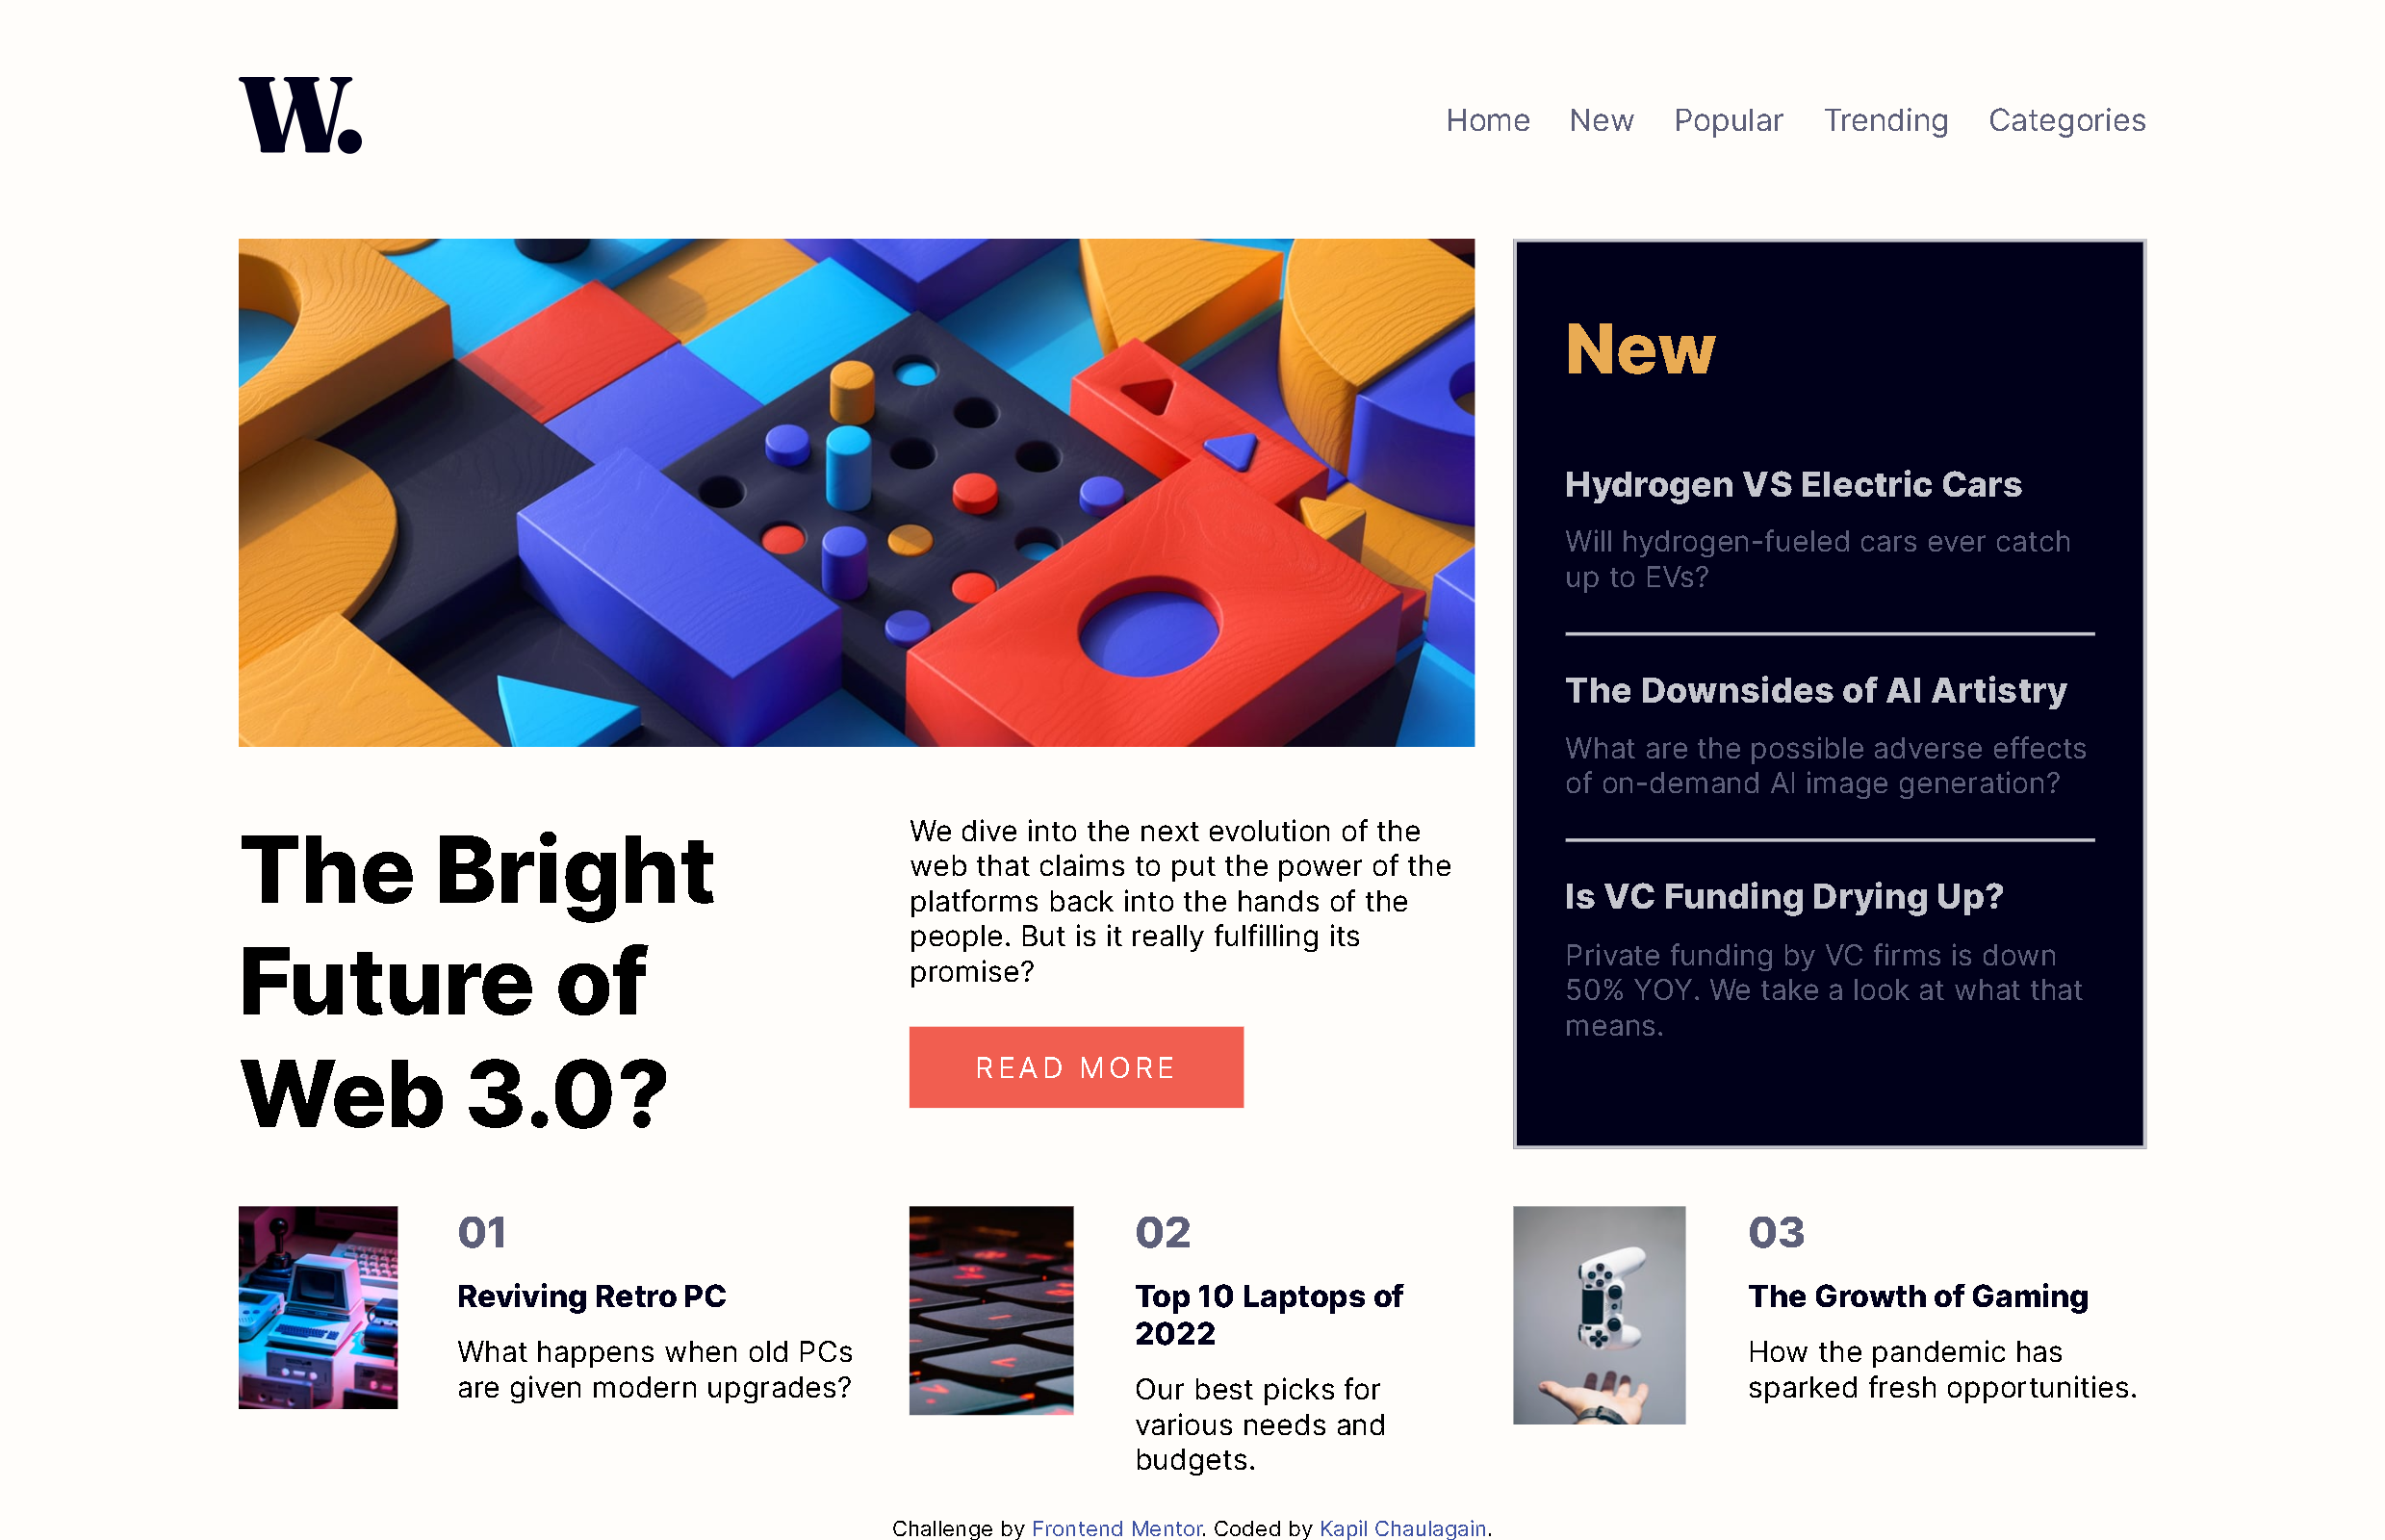 W.
Home New Popular Trending Categories
New
Hydrogen VS Electric Cars
Will hydrogen-fueled cars ever catch
up to EVs?
The Downsides of AI Artistry
What are the possible adverse effects
of on-demand AI image generation?
Is VC Funding Drying Up?
Private funding by VC firms is down
50% YOY. We take a look at what that
means.
The Bright
Future of
Web 3.0?
We dive into the next evolution of the
web that claims to put the power of the
platforms back into the hands of the
people. But is it really fulfilling its
promise?
READ MORE
01
Reviving Retro PC
What happens when old PCs
are given modern upgrades?
02
Top 10 Laptops of
2022
Our best picks for
various needs and
budgets.
03
The Growth of Gaming
How the pandemic has
sparked fresh opportunities.
Challenge by Frontend Mentor. Coded by Kapil Chaulagain.